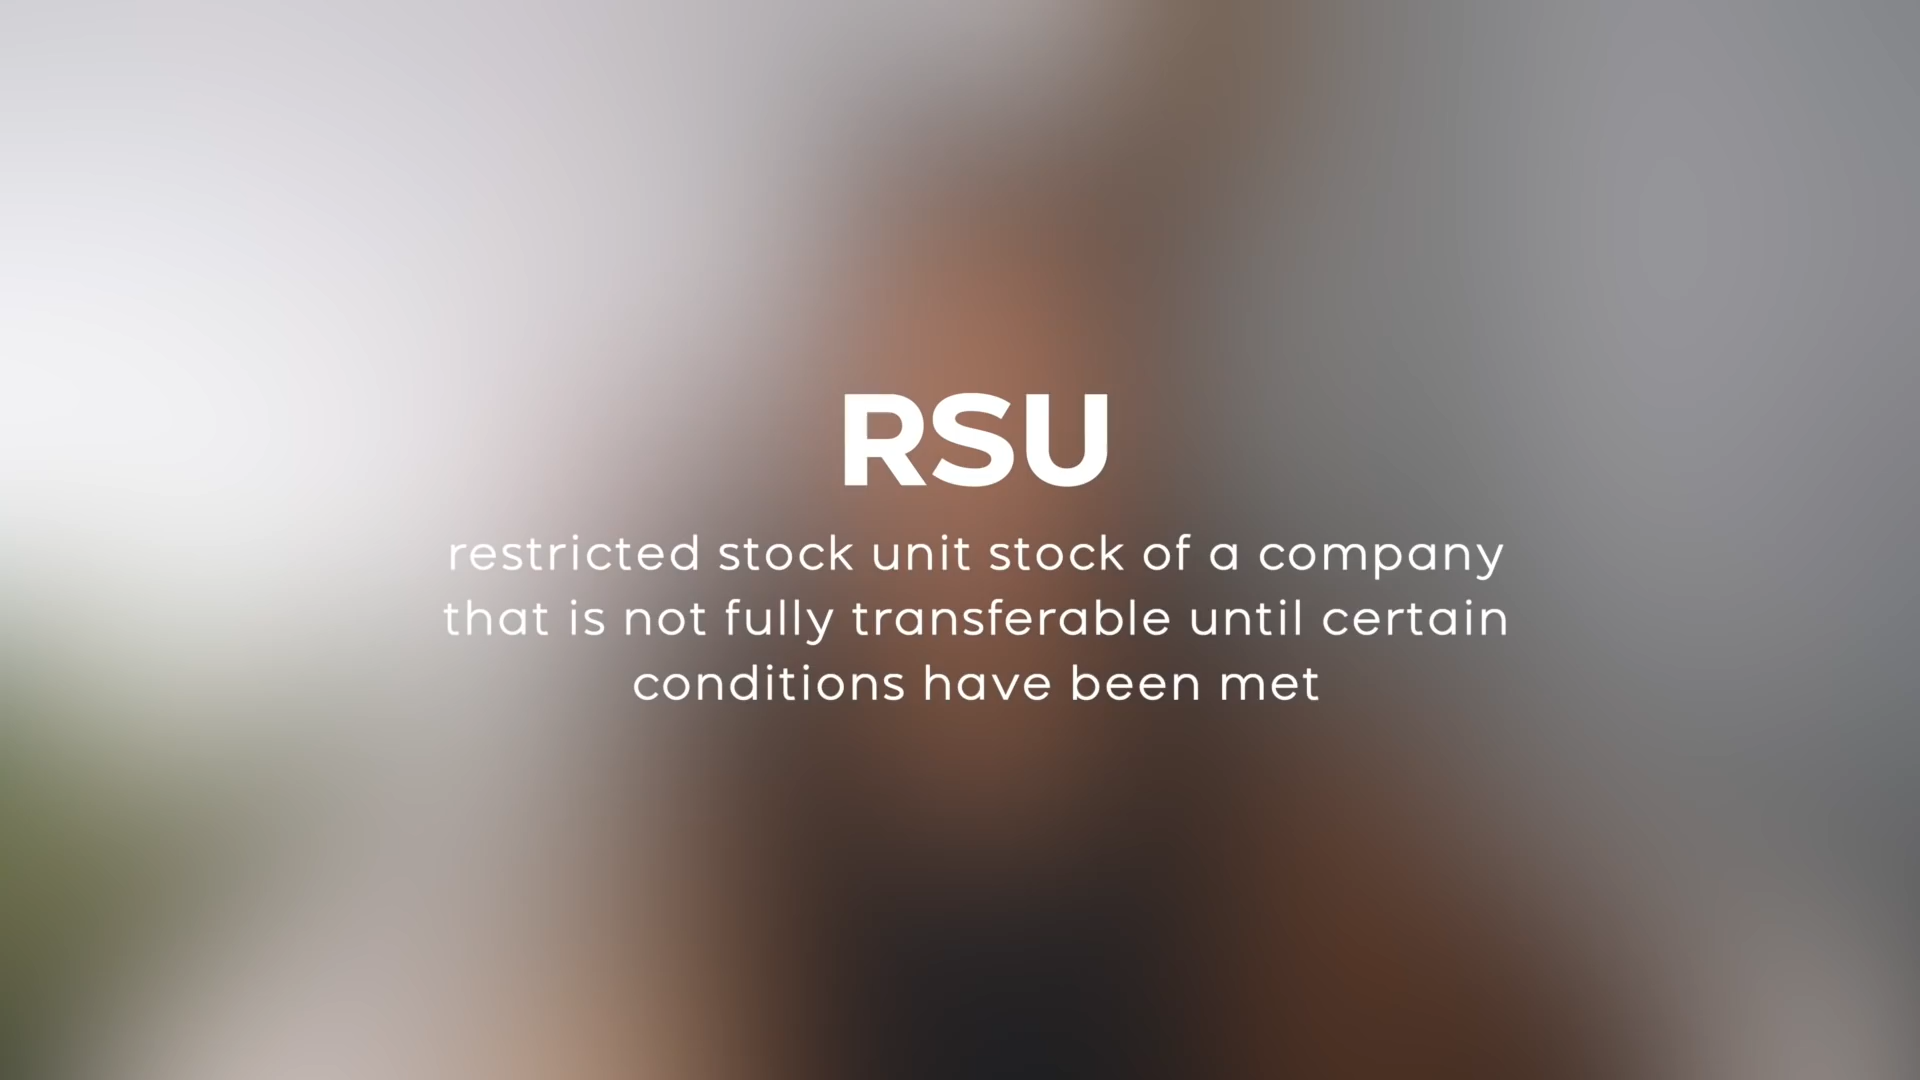 RSU
restricted stock unit stock of a company
that is not fully transferable until certain
conditions have been met